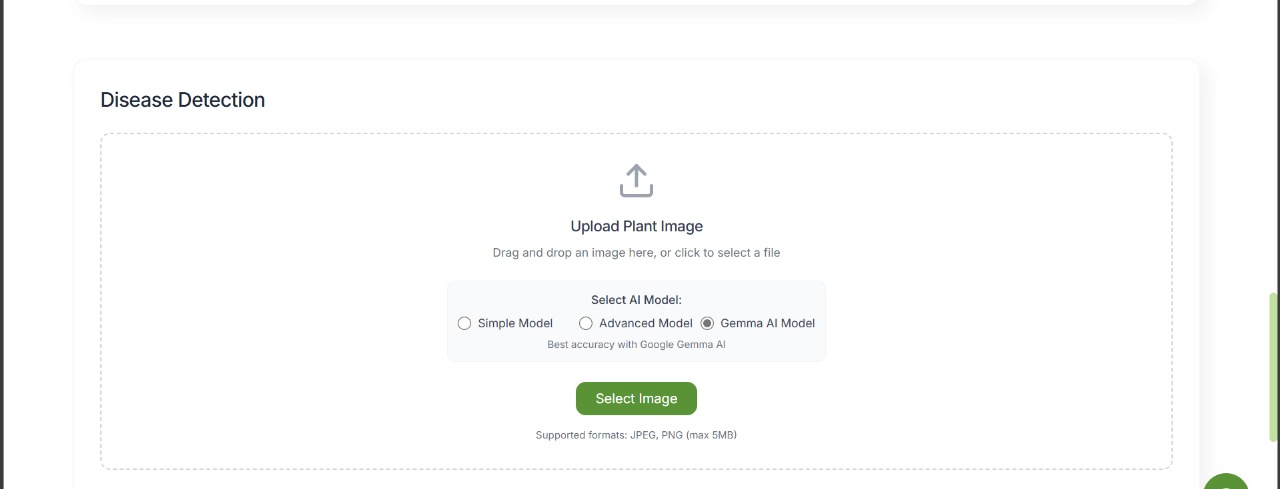 Disease Detection
Upload Plant Image
Drag and drop an image here, or click to select a file
Select AI Model:
Simple Model Advanced Model Gemma AI Model
Best accuracy with Google Gemma AI
Select Image
Supported formats: JPEG, PNG (max 5MB)